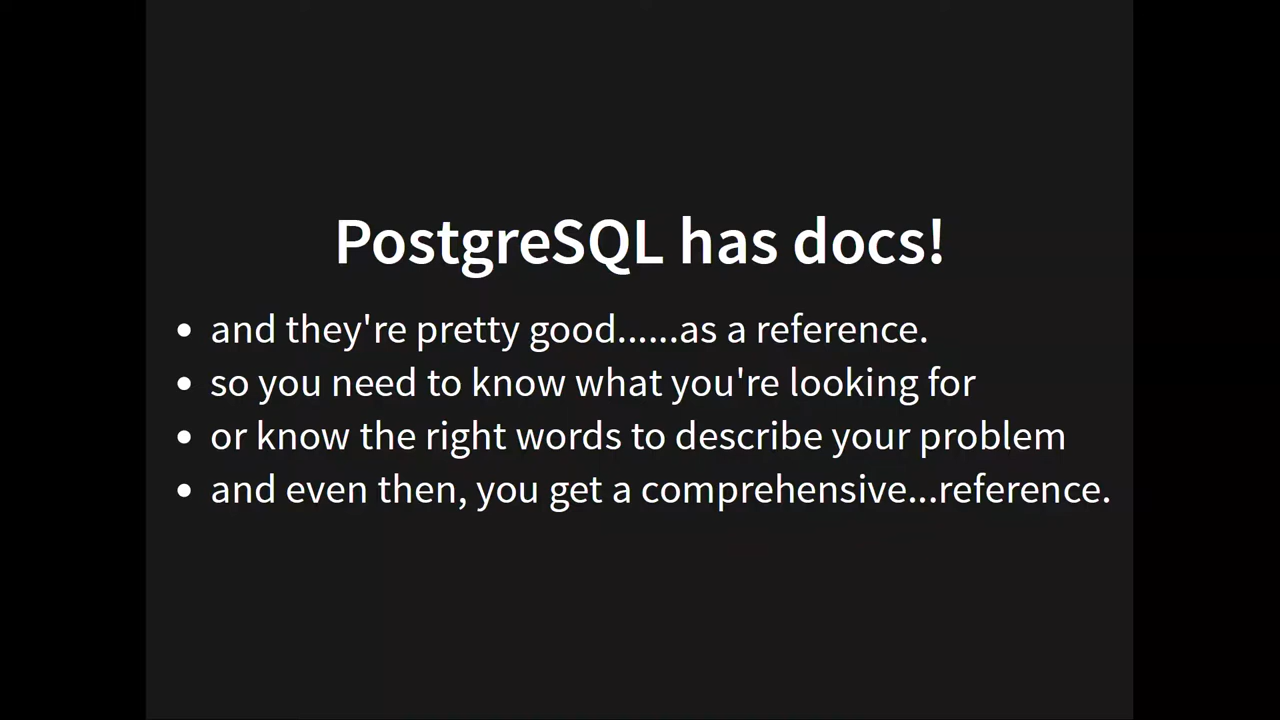 PostgreSQL has docs!
• and they're pretty good......as a reference.
• so you need to know what you're looking for
• or know the right words to describe your problem
• and even then, you get a comprehensive...reference.